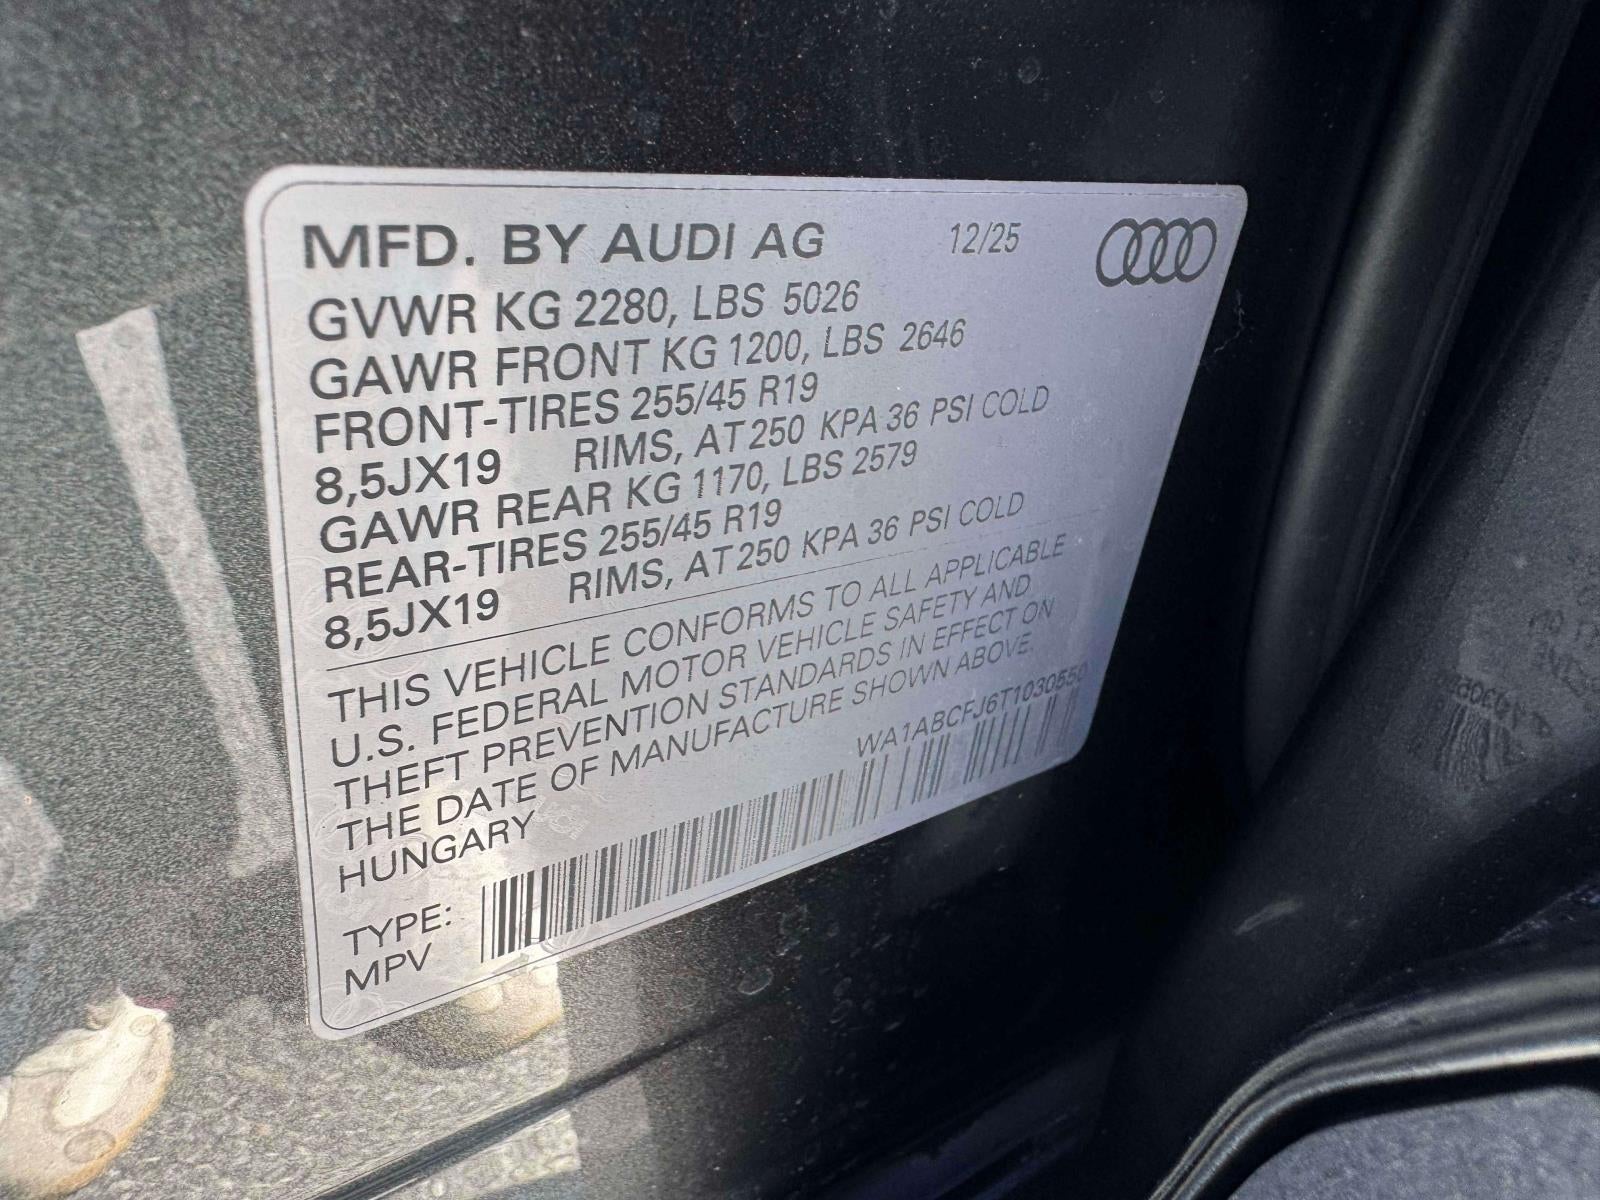 MFD. BY AUDI AG 12/25
GVWR KG 2280, LBS 5026
GAWR FRONT KG 1200, LBS 2646
FRONT-TIRES 255/45 R19
8,5JX19 RIMS, AT 250 KPA 36 PSI COLD
GAWR REAR KG 1170, LBS 2579
REAR-TIRES 255/45 R19
8,5JX19 RIMS, AT 250 KPA 36 PSI COLD
THIS VEHICLE CONFORMS TO ALL APPLICABLE
U.S. FEDERAL MOTOR VEHICLE SAFETY AND
THEFT PREVENTION STANDARDS IN EFFECT ON
THE DATE OF MANUFACTURE SHOWN ABOVE.
HUNGARY
WA1ABCFJ6T1030550
TYPE:
MPV